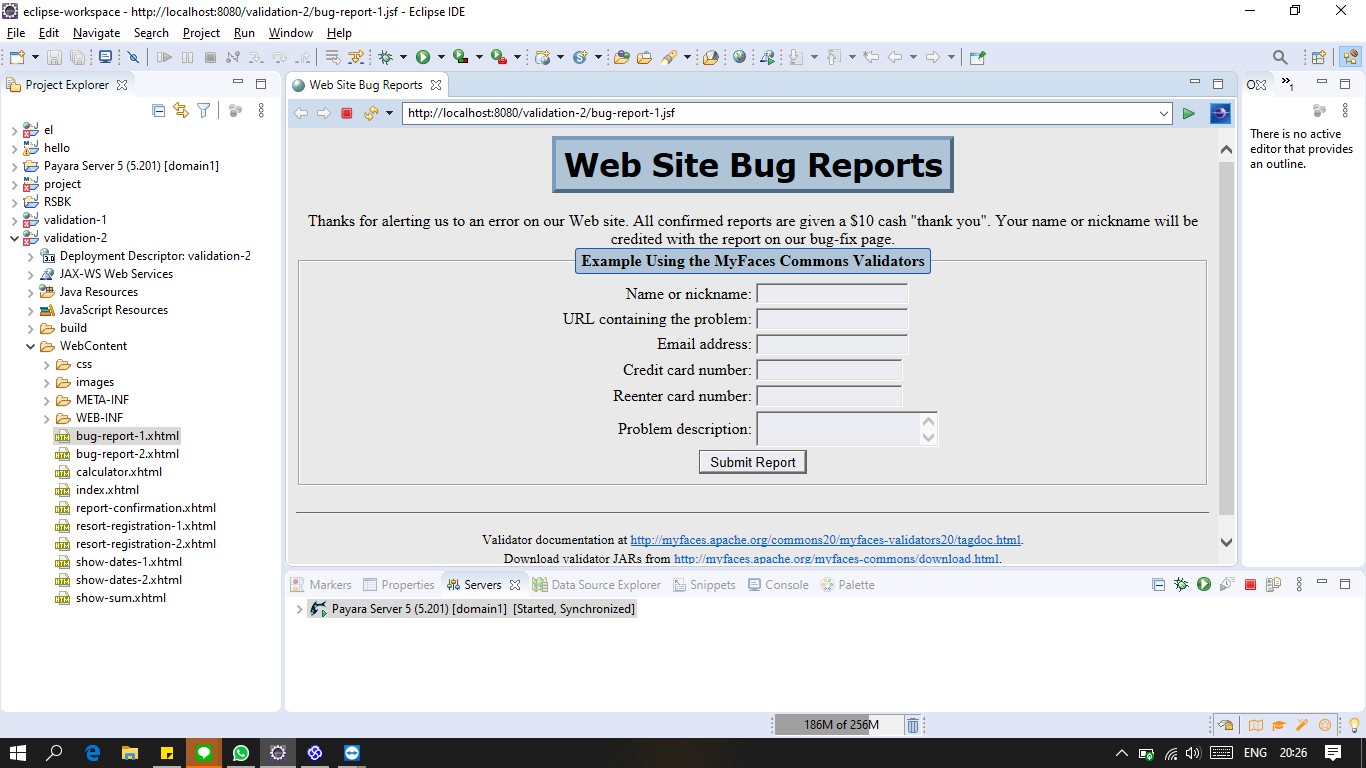 eclipse-workspace - http://localhost:8080/validation-2/bug-report-1.jsf - Eclipse IDE
File Edit Navigate Search Project Run Window Help
Project Explorer
el
hello
Payara Server 5 (5.201) [domain1]
project
RSBK
validation-1
validation-2
Deployment Descriptor: validation-2
JAX-WS Web Services
Java Resources
JavaScript Resources
build
WebContent
css
images
META-INF
WEB-INF
bug-report-1.xhtml
bug-report-2.xhtml
calculator.xhtml
index.xhtml
report-confirmation.xhtml
resort-registration-1.xhtml
resort-registration-2.xhtml
show-dates-1.xhtml
show-dates-2.xhtml
show-sum.xhtml
Web Site Bug Reports
http://localhost:8080/validation-2/bug-report-1.jsf
Web Site Bug Reports
Thanks for alerting us to an error on our Web site. All confirmed reports are given a $10 cash "thank you". Your name or nickname will be
credited with the report on our bug-fix page.
Example Using the MyFaces Commons Validators
Name or nickname:
URL containing the problem:
Email address:
Credit card number:
Reenter card number:
Problem description:
Submit Report
Validator documentation at http://myfaces.apache.org/commons20/myfaces-validators20/tagdoc.html.
Download validator JARs from http://myfaces.apache.org/myfaces-commons/download.html.
There is no active
editor that provides
an outline.
Markers Properties Servers Data Source Explorer Snippets Console Palette
Payara Server 5 (5.201) [domain1] [Started, Synchronized]
186M of 256M
ENG 20:26